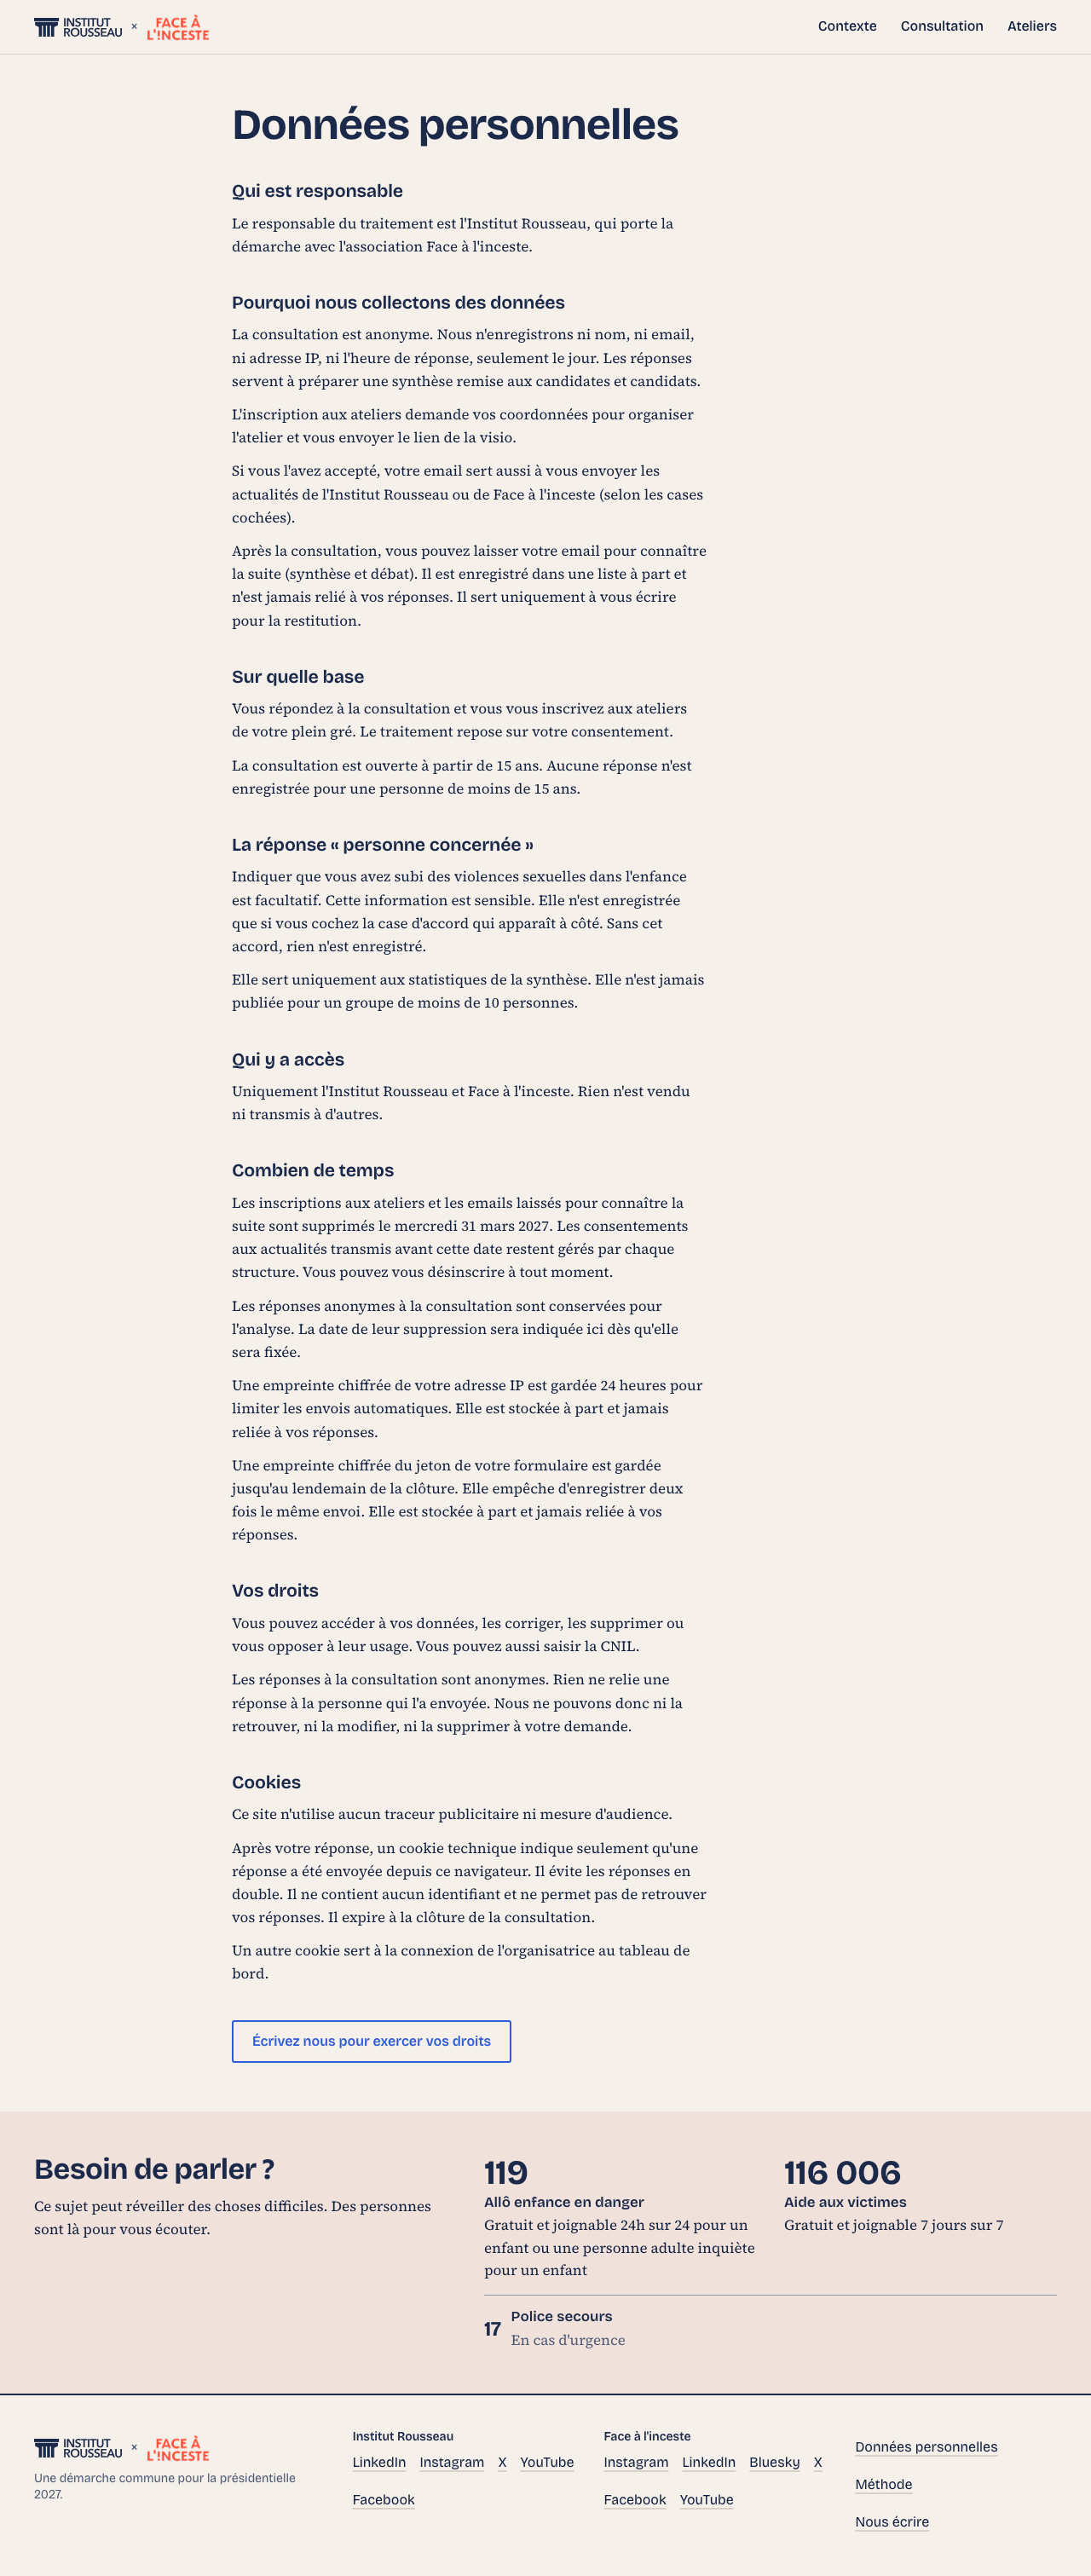 INSTITUT
ROUSSEAU
×
FACE À
L'INCESTE
Contexte
Consultation
Ateliers
Données personnelles
Qui est responsable
Le responsable du traitement est l'Institut Rousseau, qui porte la
démarche avec l'association Face à l'inceste.
Pourquoi nous collectons des données
La consultation est anonyme. Nous n'enregistrons ni nom, ni email,
ni adresse IP, ni l'heure de réponse, seulement le jour. Les réponses
servent à préparer une synthèse remise aux candidates et candidats.
L'inscription aux ateliers demande vos coordonnées pour organiser
l'atelier et vous envoyer le lien de la visio.
Si vous l'avez accepté, votre email sert aussi à vous envoyer les
actualités de l'Institut Rousseau ou de Face à l'inceste (selon les cases
cochées).
Après la consultation, vous pouvez laisser votre email pour connaître
la suite (synthèse et débat). Il est enregistré dans une liste à part et
n'est jamais relié à vos réponses. Il sert uniquement à vous écrire
pour la restitution.
Sur quelle base
Vous répondez à la consultation et vous vous inscrivez aux ateliers
de votre plein gré. Le traitement repose sur votre consentement.
La consultation est ouverte à partir de 15 ans. Aucune réponse n'est
enregistrée pour une personne de moins de 15 ans.
La réponse « personne concernée »
Indiquer que vous avez subi des violences sexuelles dans l'enfance
est facultatif. Cette information est sensible. Elle n'est enregistrée
que si vous cochez la case d'accord qui apparaît à côté. Sans cet
accord, rien n'est enregistré.
Elle sert uniquement aux statistiques de la synthèse. Elle n'est jamais
publiée pour un groupe de moins de 10 personnes.
Qui y a accès
Uniquement l'Institut Rousseau et Face à l'inceste. Rien n'est vendu
ni transmis à d'autres.
Combien de temps
Les inscriptions aux ateliers et les emails laissés pour connaître la
suite sont supprimés le mercredi 31 mars 2027. Les consentements
aux actualités transmis avant cette date restent gérés par chaque
structure. Vous pouvez vous désinscrire à tout moment.
Les réponses anonymes à la consultation sont conservées pour
l'analyse. La date de leur suppression sera indiquée ici dès qu'elle
sera fixée.
Une empreinte chiffrée de votre adresse IP est gardée 24 heures pour
limiter les envois automatiques. Elle est stockée à part et jamais
reliée à vos réponses.
Une empreinte chiffrée du jeton de votre formulaire est gardée
jusqu'au lendemain de la clôture. Elle empêche d'enregistrer deux
fois le même envoi. Elle est stockée à part et jamais reliée à vos
réponses.
Vos droits
Vous pouvez accéder à vos données, les corriger, les supprimer ou
vous opposer à leur usage. Vous pouvez aussi saisir la CNIL.
Les réponses à la consultation sont anonymes. Rien ne relie une
réponse à la personne qui l'a envoyée. Nous ne pouvons donc ni la
retrouver, ni la modifier, ni la supprimer à votre demande.
Cookies
Ce site n'utilise aucun traceur publicitaire ni mesure d'audience.
Après votre réponse, un cookie technique indique seulement qu'une
réponse a été envoyée depuis ce navigateur. Il évite les réponses en
double. Il ne contient aucun identifiant et ne permet pas de retrouver
vos réponses. Il expire à la clôture de la consultation.
Un autre cookie sert à la connexion de l'organisatrice au tableau de
bord.
Écrivez nous pour exercer vos droits
Besoin de parler ?
Ce sujet peut réveiller des choses difficiles. Des personnes
sont là pour vous écouter.
119
Allô enfance en danger
Gratuit et joignable 24h sur 24 pour un
enfant ou une personne adulte inquiète
pour un enfant
116 006
Aide aux victimes
Gratuit et joignable 7 jours sur 7
17
Police secours
En cas d'urgence
INSTITUT
ROUSSEAU
×
FACE À
L'INCESTE
Une démarche commune pour la présidentielle
2027.
Institut Rousseau
LinkedIn Instagram X YouTube
Facebook
Face à l'inceste
Instagram LinkedIn Bluesky X
Facebook YouTube
Données personnelles
Méthode
Nous écrire